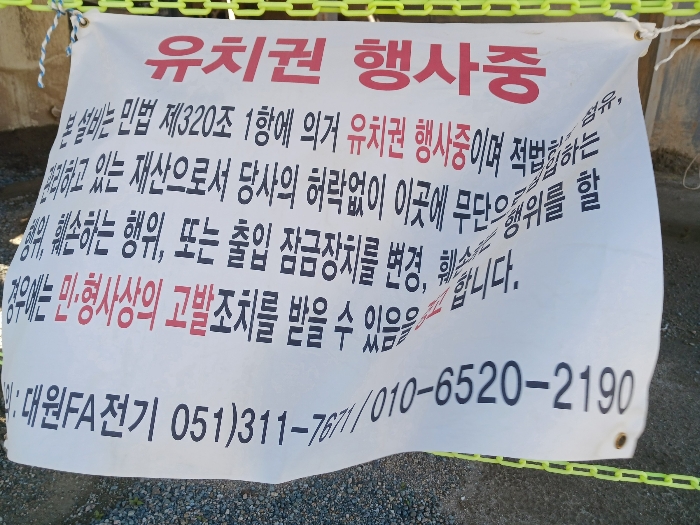 유치권 행사중
본 설비는 민법 제320조 1항에 의거 유치권 행사중이며 적법하게 점유,
관리하고 있는 재산으로서 당사의 허락없이 이곳에 무단으로 침입하는
행위, 훼손하는 행위, 또는 출입 잠금장치를 변경, 훼손하는 행위를 할
경우에는 민·형사상의 고발조치를 받을 수 있음을 경고 합니다.
대원FA전기 051)311-7671 / 010-6520-2190